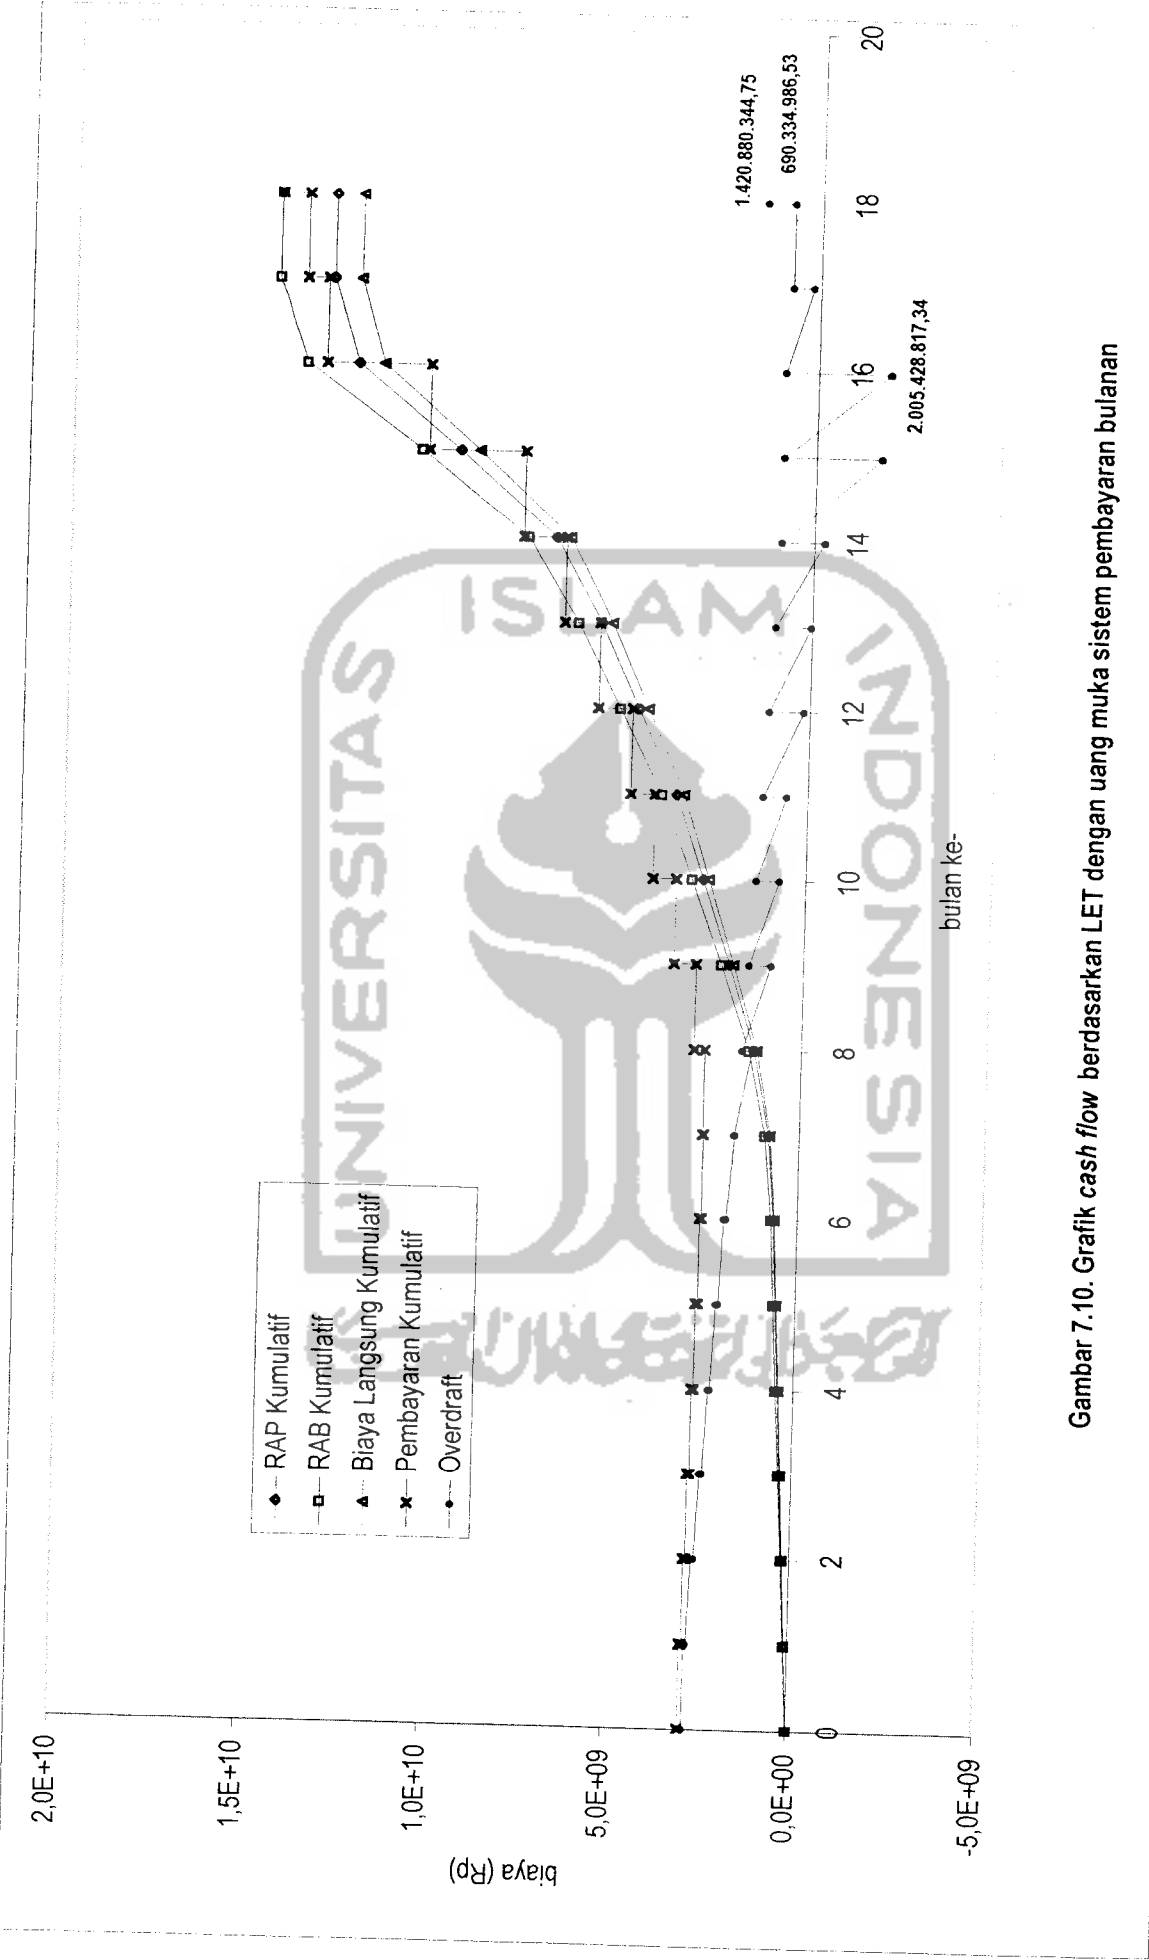 2,0E+10
1,5E+10
1,0E+10
5,0E+09
0,0E+00
-5,0E+09
biaya (Rp)
RAP Kumulatif
RAB Kumulatif
Biaya Langsung Kumulatif
Pembayaran Kumulatif
Overdraft
UNIVERSITAS
ISLAM
INDONESIA
1.420.880.344,75
690.334.986,53
2.005.428.817,34
0
2
4
6
8
10
12
14
16
18
20
bulan ke-
Gambar 7.10. Grafik cash flow berdasarkan LET dengan uang muka sistem pembayaran bulanan